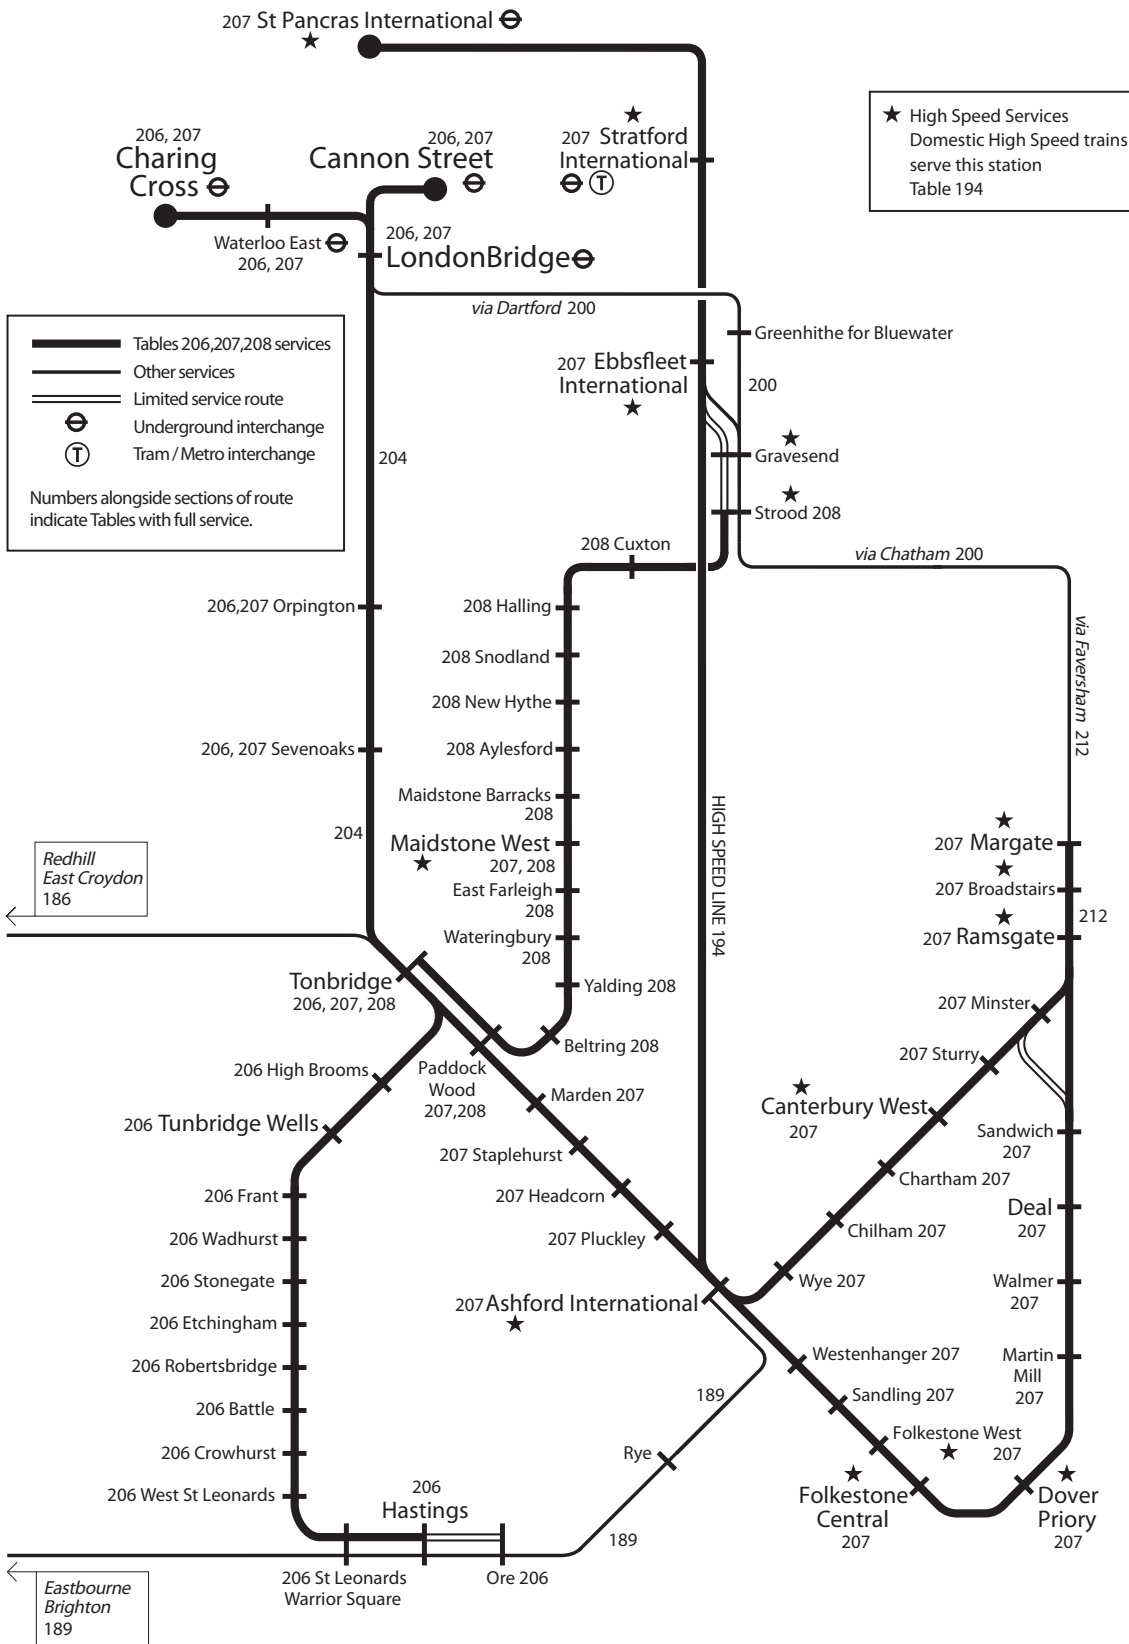 207 St Pancras International
206, 207
Charing
Cross
206, 207
Cannon Street
207 Stratford
International
T
★ High Speed Services
Domestic High Speed trains
serve this station
Table 194
Waterloo East
206, 207
206, 207
LondonBridge
via Dartford 200
Tables 206,207,208 services
Other services
Limited service route
Underground interchange
T Tram / Metro interchange
Numbers alongside sections of route
indicate Tables with full service.
Greenhithe for Bluewater
207 Ebbsfleet
International
200
204
Gravesend
Strood 208
208 Cuxton
via Chatham 200
206,207 Orpington
208 Halling
208 Snodland
via Faversham 212
208 New Hythe
206, 207 Sevenoaks
208 Aylesford
Maidstone Barracks
208
HIGH SPEED LINE 194
204
Maidstone West
207, 208
207 Margate
Redhill
East Croydon
186
East Farleigh
208
207 Broadstairs
212
Wateringbury
208
207 Ramsgate
Tonbridge
206, 207, 208
Yalding 208
207 Minster
Beltring 208
207 Sturry
206 High Brooms
Paddock
Wood
207,208
Marden 207
Canterbury West
207
206 Tunbridge Wells
207 Staplehurst
Sandwich
207
Chartham 207
206 Frant
207 Headcorn
Deal
207
206 Wadhurst
207 Pluckley
Chilham 207
206 Stonegate
Wye 207
Walmer
207
207 Ashford International
206 Etchingham
206 Robertsbridge
Westenhanger 207
Martin
Mill
207
189
Sandling 207
206 Battle
Folkestone West
207
206 Crowhurst
Rye
206 West St Leonards
206
Hastings
Folkestone
Central
207
Dover
Priory
207
189
206 St Leonards
Warrior Square
Ore 206
Eastbourne
Brighton
189